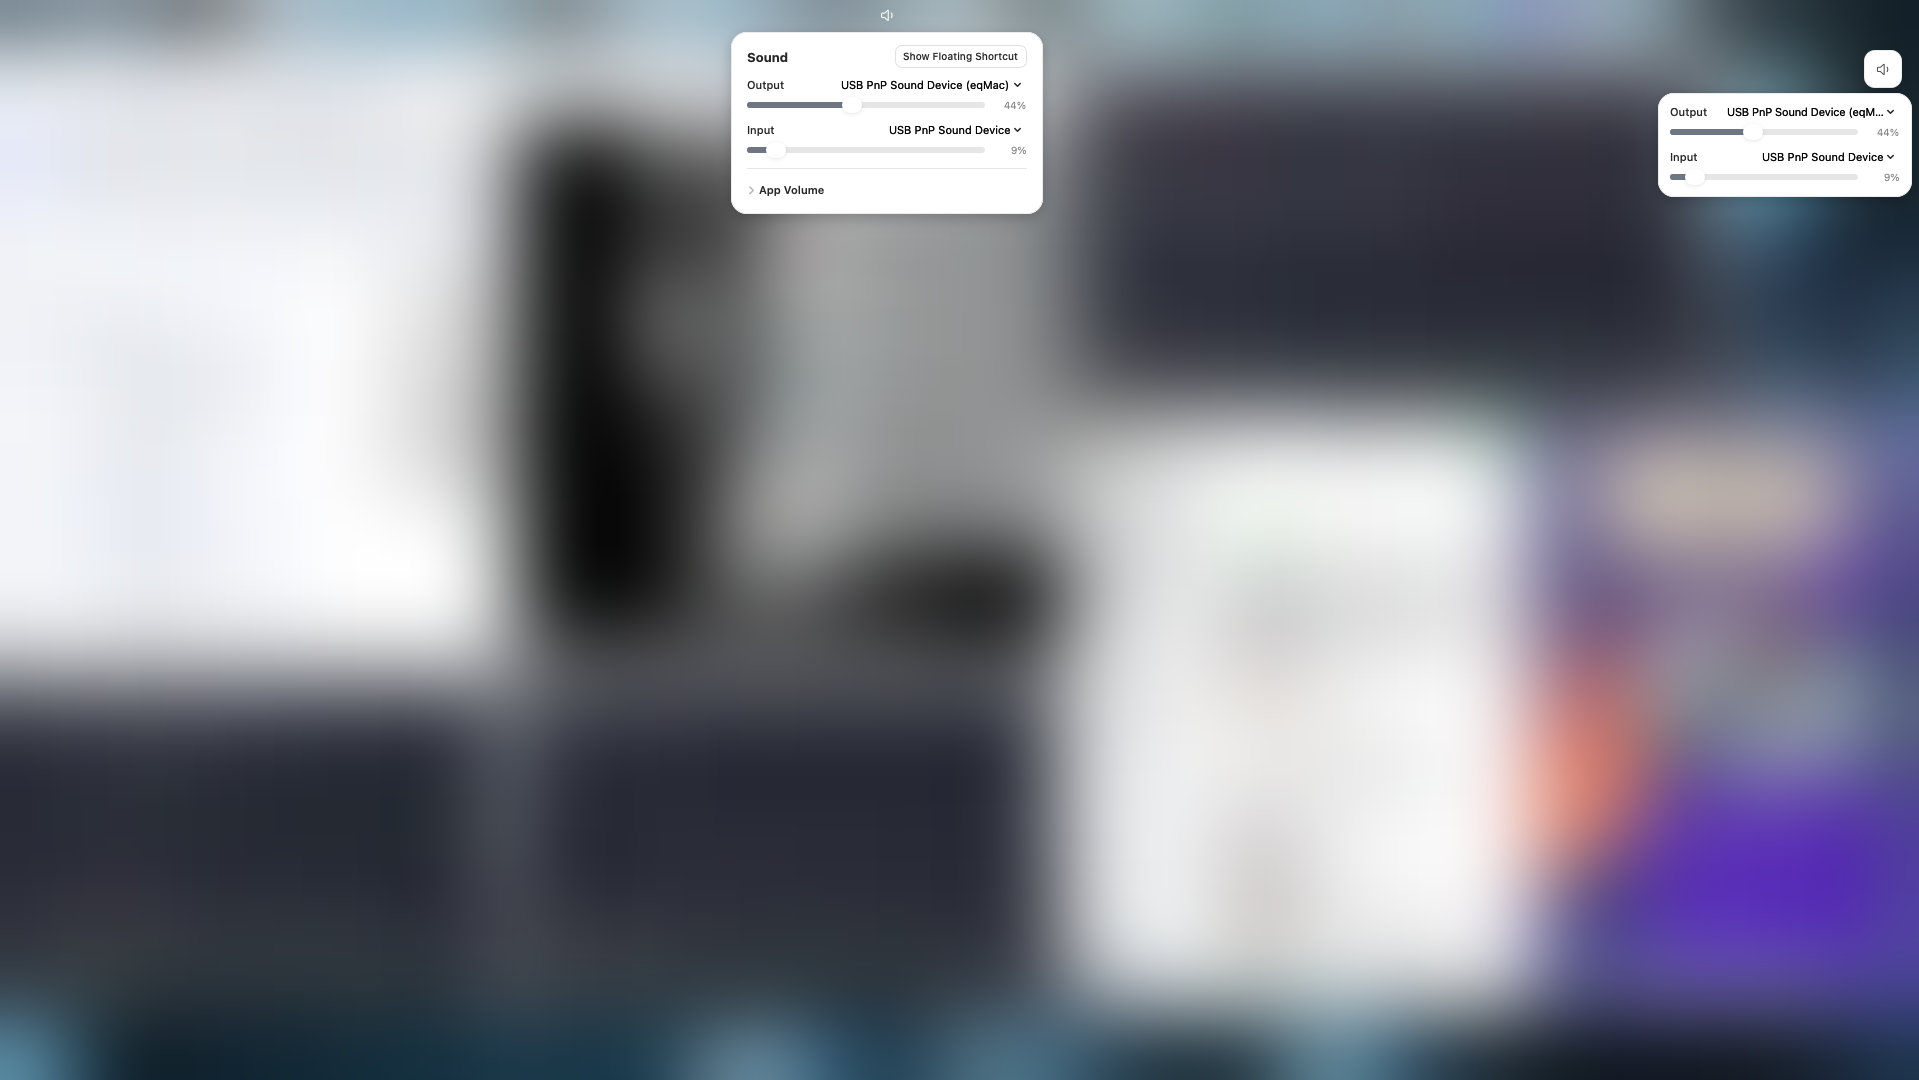 Sound
Show Floating Shortcut
Output
USB PnP Sound Device (eqMac)
44%
Input
USB PnP Sound Device
9%
App Volume
Output
USB PnP Sound Device (eqM...
44%
Input
USB PnP Sound Device
9%